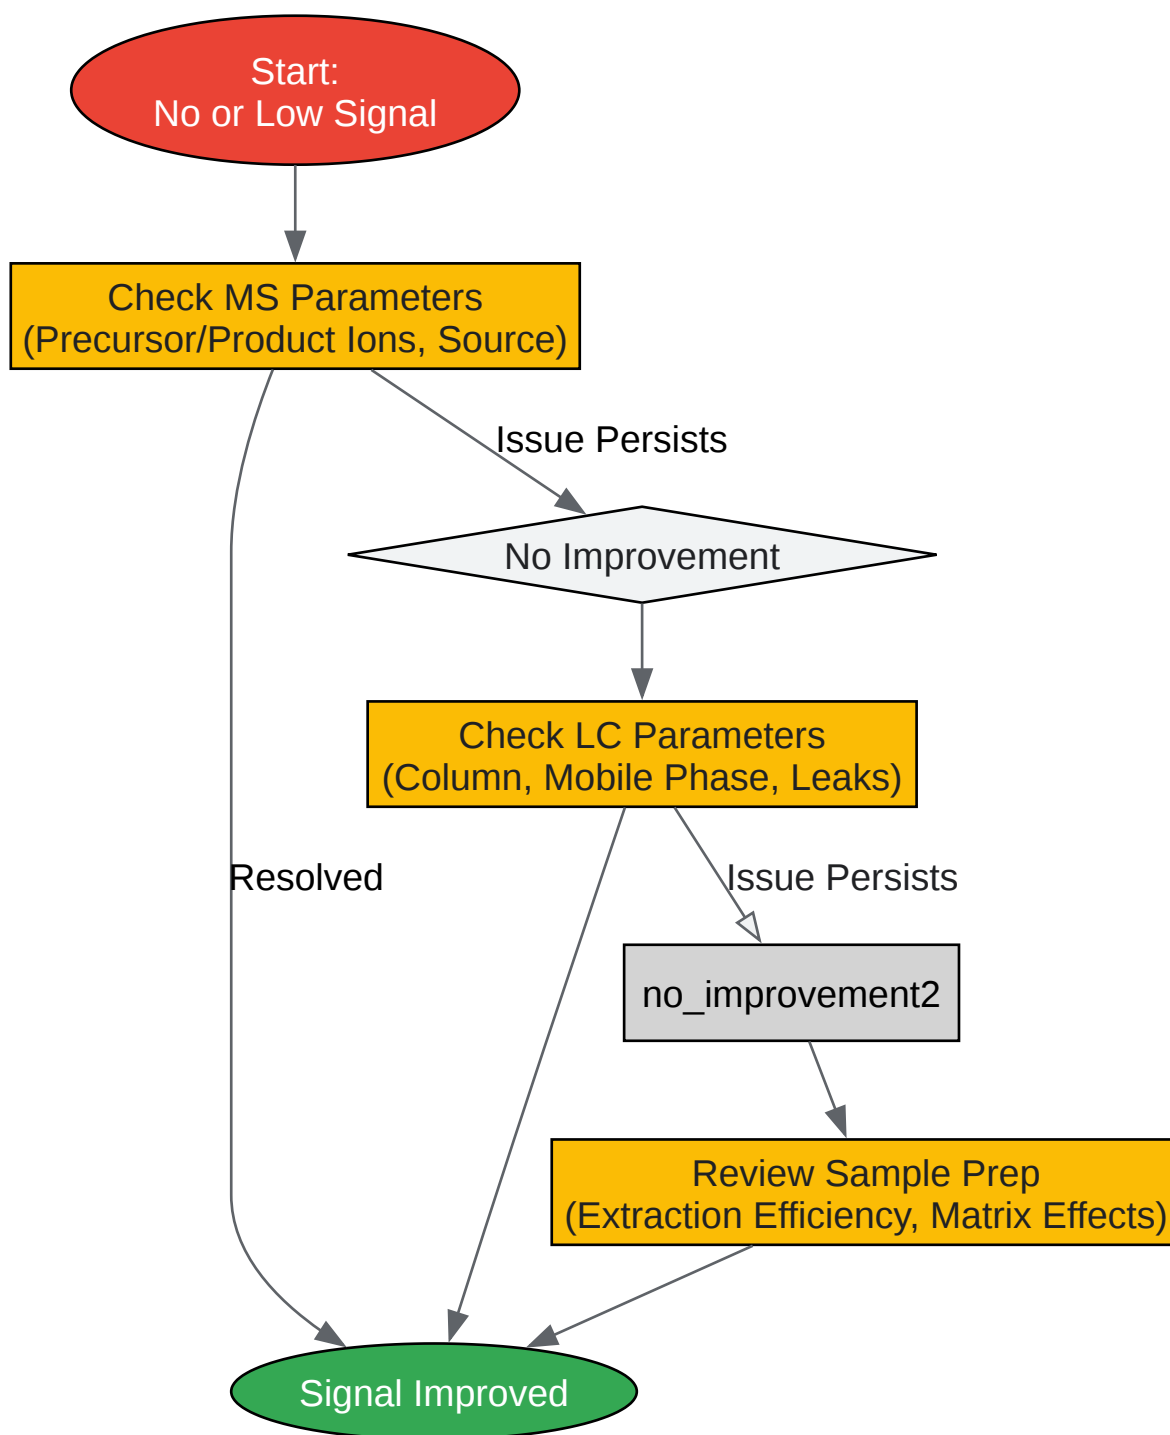 Start:
No or Low Signal
Check MS Parameters
(Precursor/Product Ions, Source)
Issue Persists
No Improvement
Check LC Parameters
(Column, Mobile Phase, Leaks)
Resolved
Issue Persists
no_improvement2
Review Sample Prep
(Extraction Efficiency, Matrix Effects)
Signal Improved